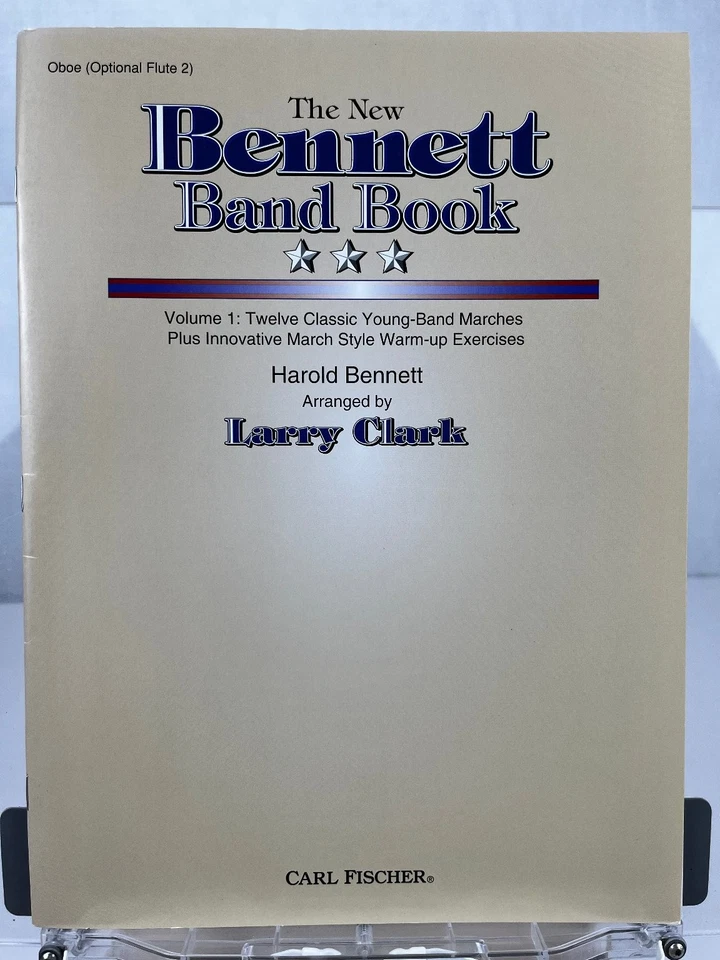 Oboe (Optional Flute 2)
The New
Bennett
Band Book
Volume 1: Twelve Classic Young-Band Marches
Plus Innovative March Style Warm-up Exercises
Harold Bennett
Arranged by
Larry Clark
CARL FISCHER®